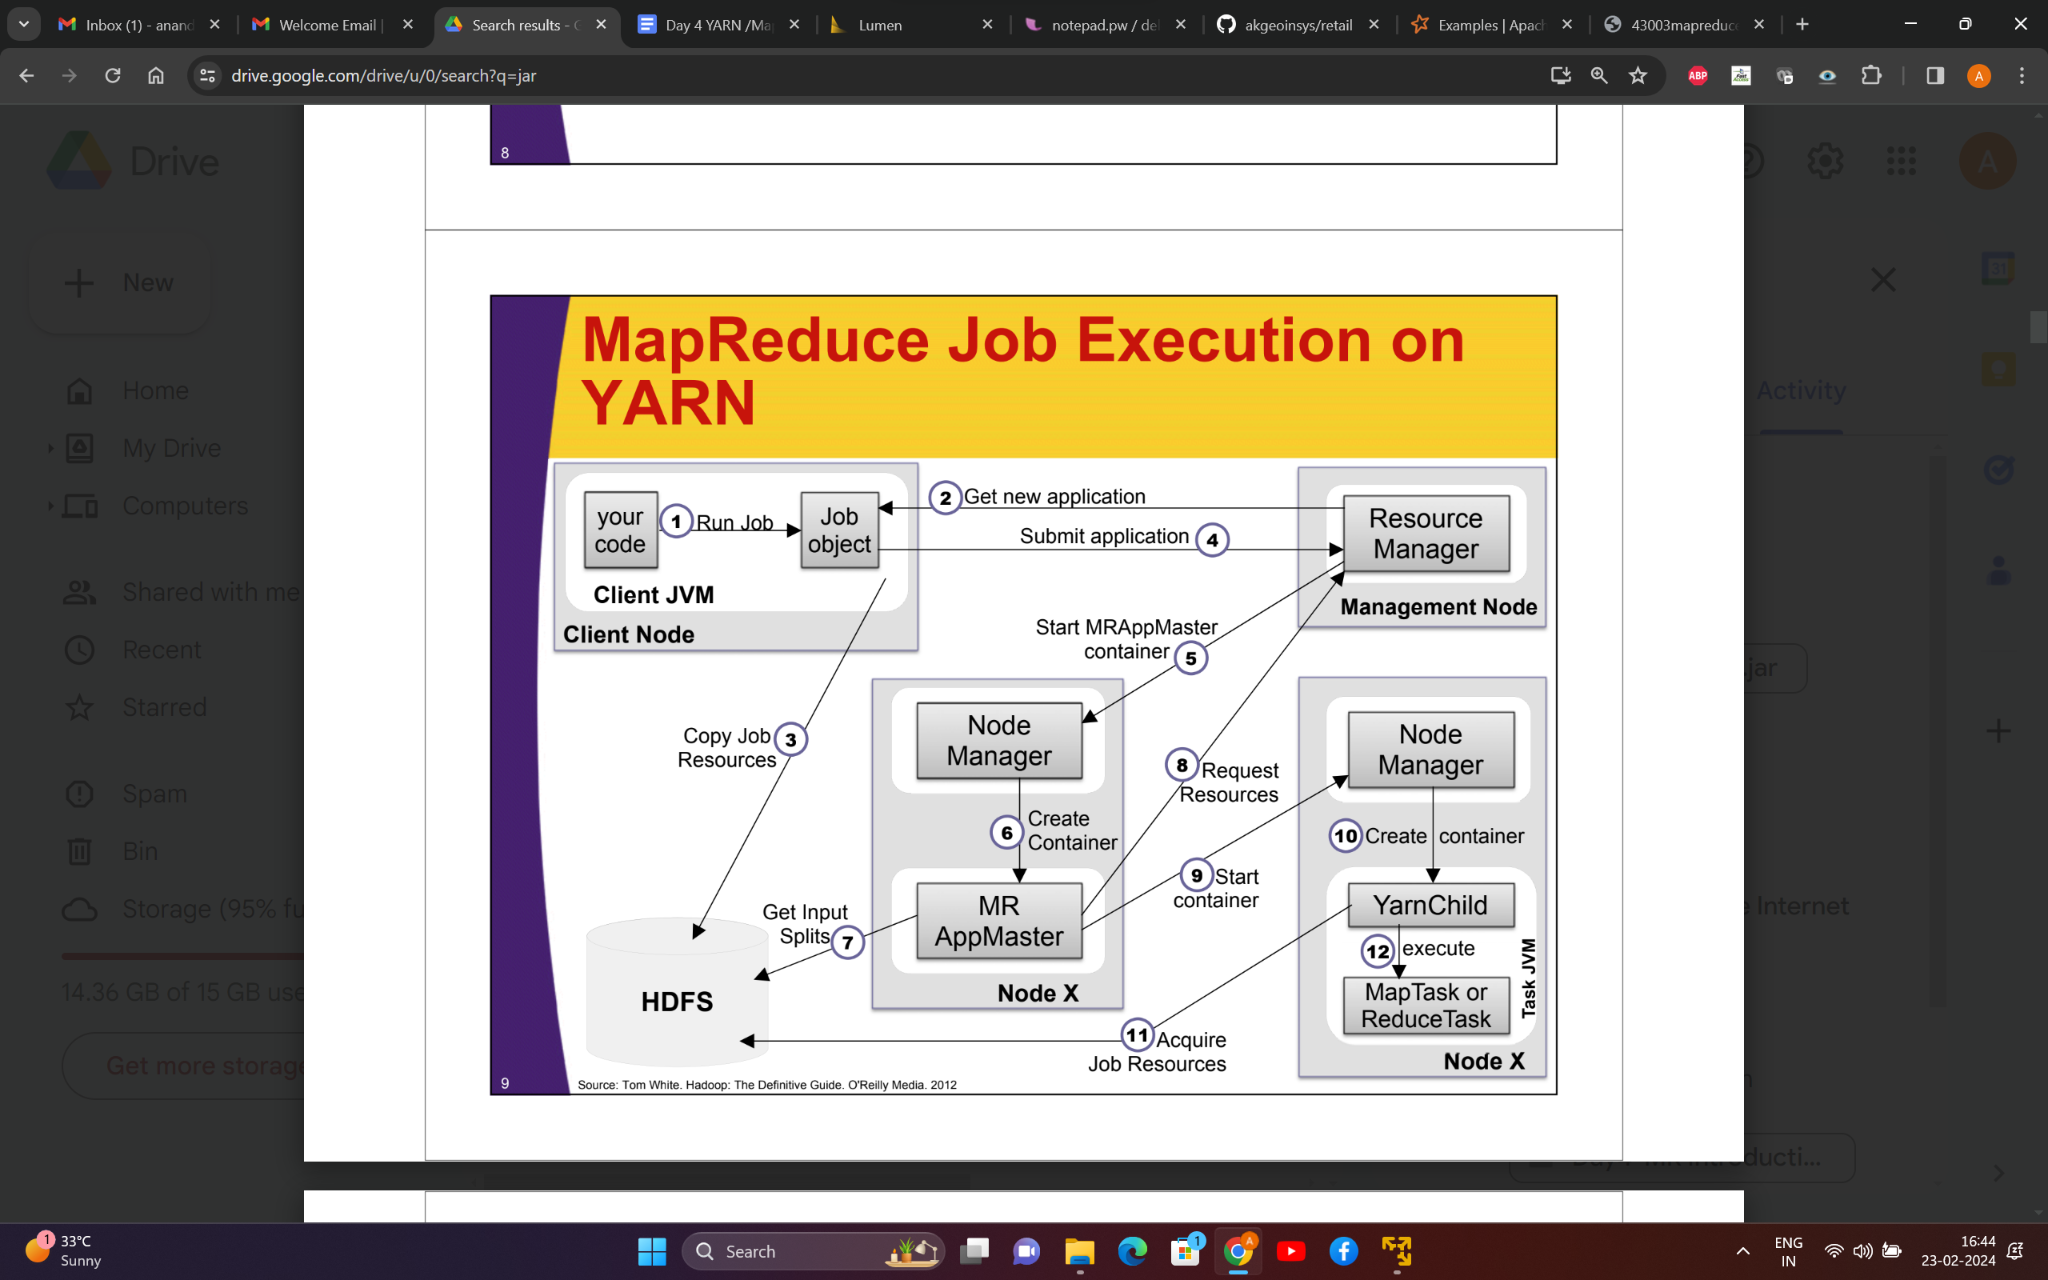 Inbox (1) - anand
Welcome Email |
Search results - G
Day 4 YARN /Ma
Lumen
notepad.pw / de
akgeoinsys/retail
Examples | Apach
43003mapreduc
drive.google.com/drive/u/0/search?q=jar
ABP
A
Drive
A
New
Home
My Drive
Computers
Shared with me
Recent
Starred
Spam
Bin
Storage (95% fu
14.36 GB of 15 GB use
Get more storage
Activity
31
.jar
e Internet
8
MapReduce Job Execution on
YARN
your
code
1 Run Job
Job
object
Client JVM
Client Node
2 Get new application
Submit application 4
Resource
Manager
Management Node
Start MRAppMaster
container 5
Copy Job 3
Resources
Node
Manager
6 Create
Container
MR
AppMaster
Node X
Get Input
Splits 7
HDFS
8 Request
Resources
9 Start
container
Node
Manager
10 Create container
YarnChild
12 execute
MapTask or
ReduceTask
Task JVM
Node X
11 Acquire
Job Resources
9
Source: Tom White. Hadoop: The Definitive Guide. O'Reilly Media. 2012
1
33°C
Sunny
Search
1
A
ENG
IN
16:44
23-02-2024